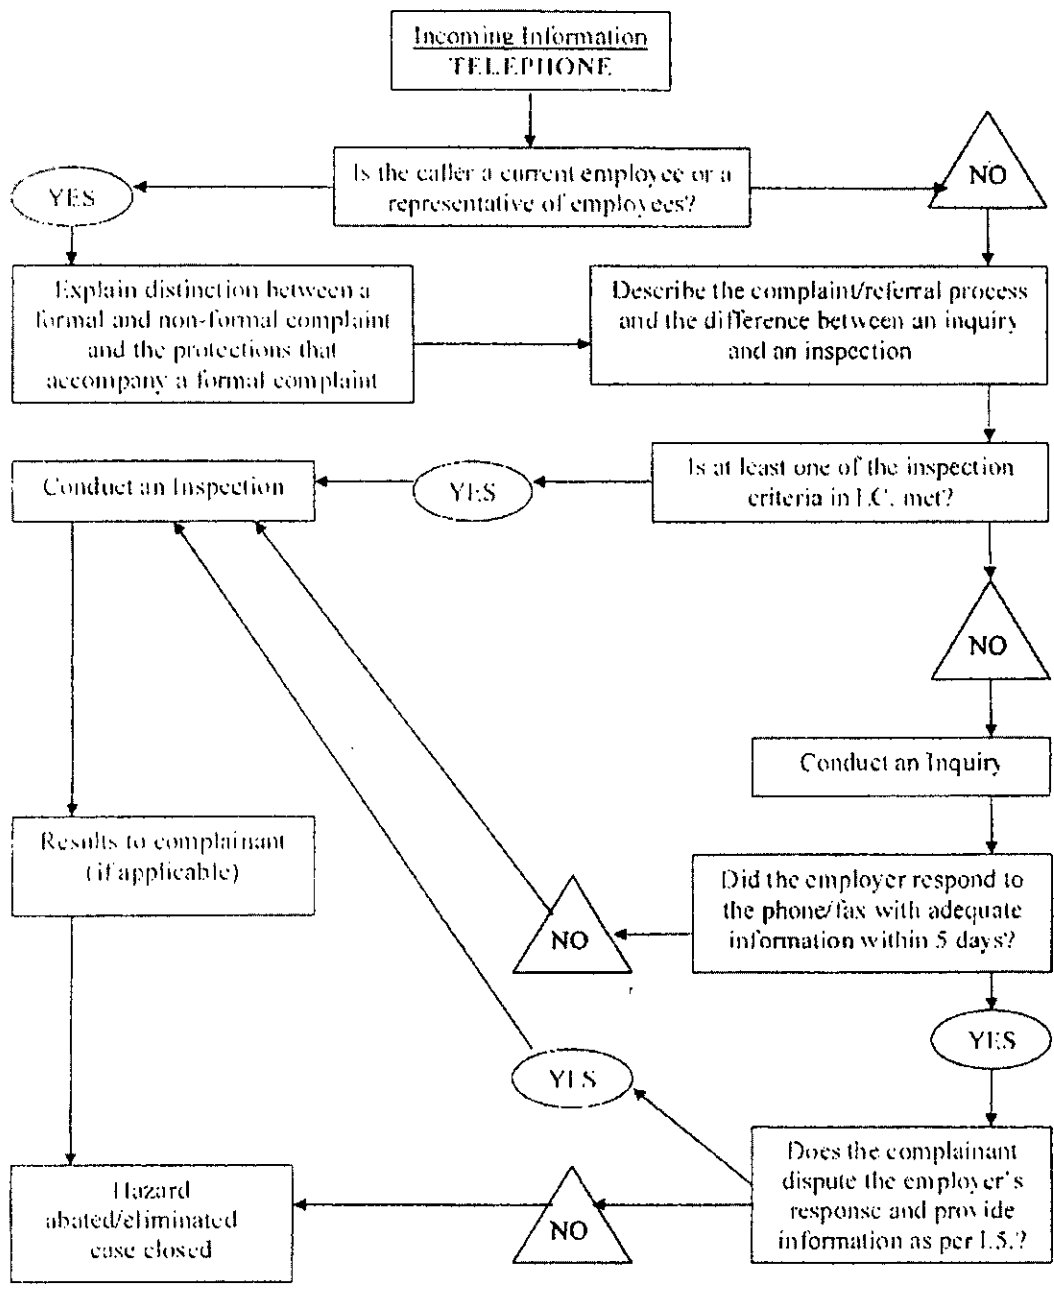 Incoming Information
TELEPHONE
Is the caller a current employee or a
representative of employees?
YES
NO
Explain distinction between a
formal and non-formal complaint
and the protections that
accompany a formal complaint
Describe the complaint/referral process
and the difference between an inquiry
and an inspection
Is at least one of the inspection
criteria in I.C. met?
YES
Conduct an Inspection
NO
Conduct an Inquiry
Results to complainant
(if applicable)
Did the employer respond to
the phone/fax with adequate
information within 5 days?
NO
YES
YES
Does the complainant
dispute the employer's
response and provide
information as per I.5.?
NO
Hazard
abated/eliminated
case closed